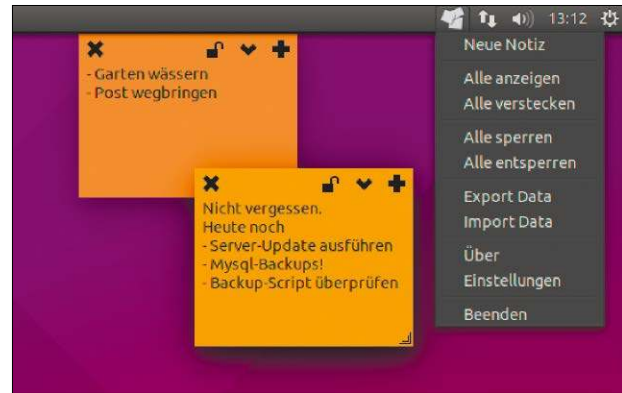 13:12
- Garten wässern
- Post wegbringen
Nicht vergessen.
Heute noch
- Server-Update ausführen
- Mysql-Backups!
- Backup-Script überprüfen
Neue Notiz
Alle anzeigen
Alle verstecken
Alle sperren
Alle entsperren
Export Data
Import Data
Über
Einstellungen
Beenden